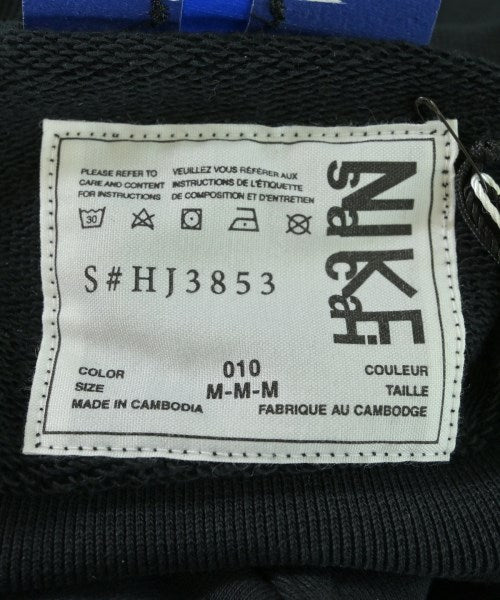 PLEASE REFER TO
CARE AND CONTENT
FOR INSTRUCTIONS
VEUILLEZ VOUS RÉFÉRER AUX
INSTRUCTIONS DE L'ÉTIQUETTE
DE COMPOSITION ET D'ENTRETIEN
30
S#HJ3853
NIKE
sacai
COLOR 010 COULEUR
SIZE M-M-M TAILLE
MADE IN CAMBODIA FABRIQUE AU CAMBODGE